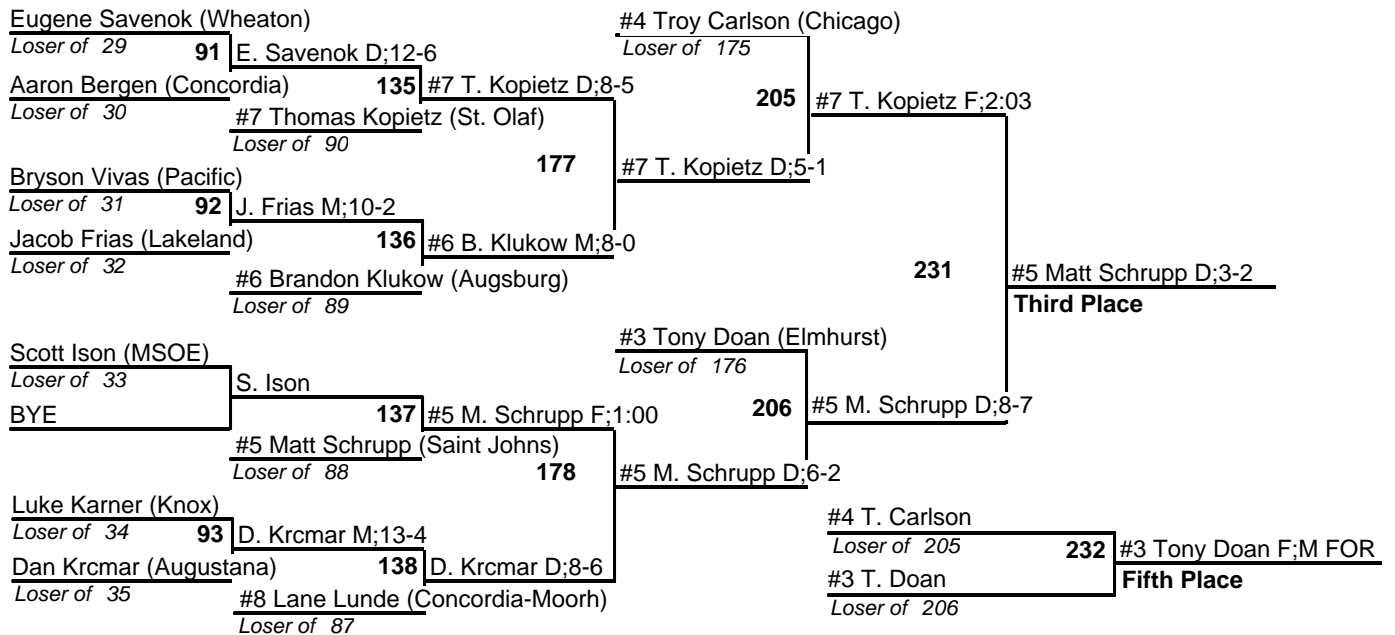 Eugene Savenok (Wheaton)
Loser of 29
91
E. Savenok D;12-6
Aaron Bergen (Concordia)
Loser of 30
135
#7 T. Kopietz D;8-5
#7 Thomas Kopietz (St. Olaf)
Loser of 90
177
Bryson Vivas (Pacific)
Loser of 31
92
J. Frias M;10-2
Jacob Frias (Lakeland)
Loser of 32
136
#6 B. Klukow M;8-0
#6 Brandon Klukow (Augsburg)
Loser of 89
#4 Troy Carlson (Chicago)
Loser of 175
205
#7 T. Kopietz F;2:03
#7 T. Kopietz D;5-1
231
#5 Matt Schrupp D;3-2
Third Place
Scott Ison (MSOE)
Loser of 33
S. Ison
BYE
137
#5 M. Schrupp F;1:00
#5 Matt Schrupp (Saint Johns)
Loser of 88
178
Luke Karner (Knox)
Loser of 34
93
D. Krcmar M;13-4
Dan Krcmar (Augustana)
Loser of 35
138
D. Krcmar D;8-6
#8 Lane Lunde (Concordia-Moorh)
Loser of 87
#3 Tony Doan (Elmhurst)
Loser of 176
206
#5 M. Schrupp D;8-7
#5 M. Schrupp D;6-2
#4 T. Carlson
Loser of 205
232
#3 Tony Doan F;M FOR
#3 T. Doan
Fifth Place
Loser of 206